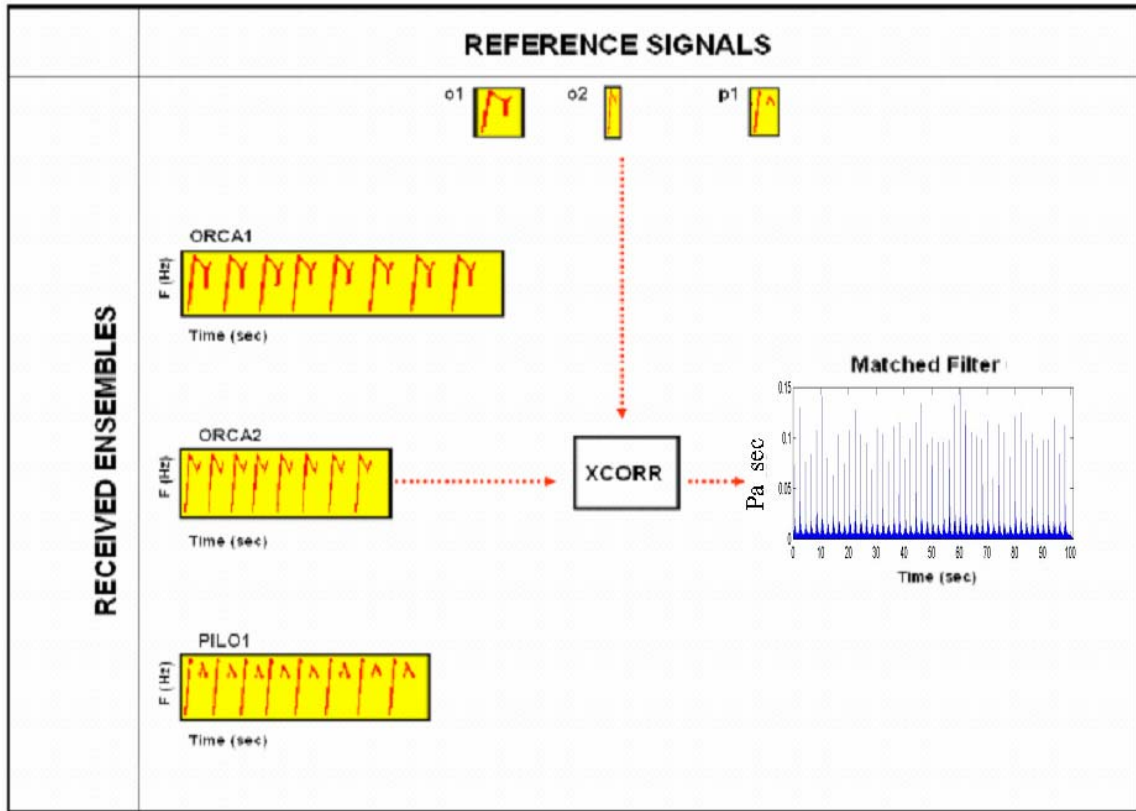 REFERENCE SIGNALS
o1
o2
p1
RECEIVED ENSEMBLES
ORCA1
F (Hz)
Time (sec)
ORCA2
F (Hz)
Time (sec)
XCORR
Matched Filter
Pa sec
0.15
0.1
0.05
0
0 10 20 30 40 50 60 70 80 90 100
Time (sec)
PILO1
F (Hz)
Time (sec)